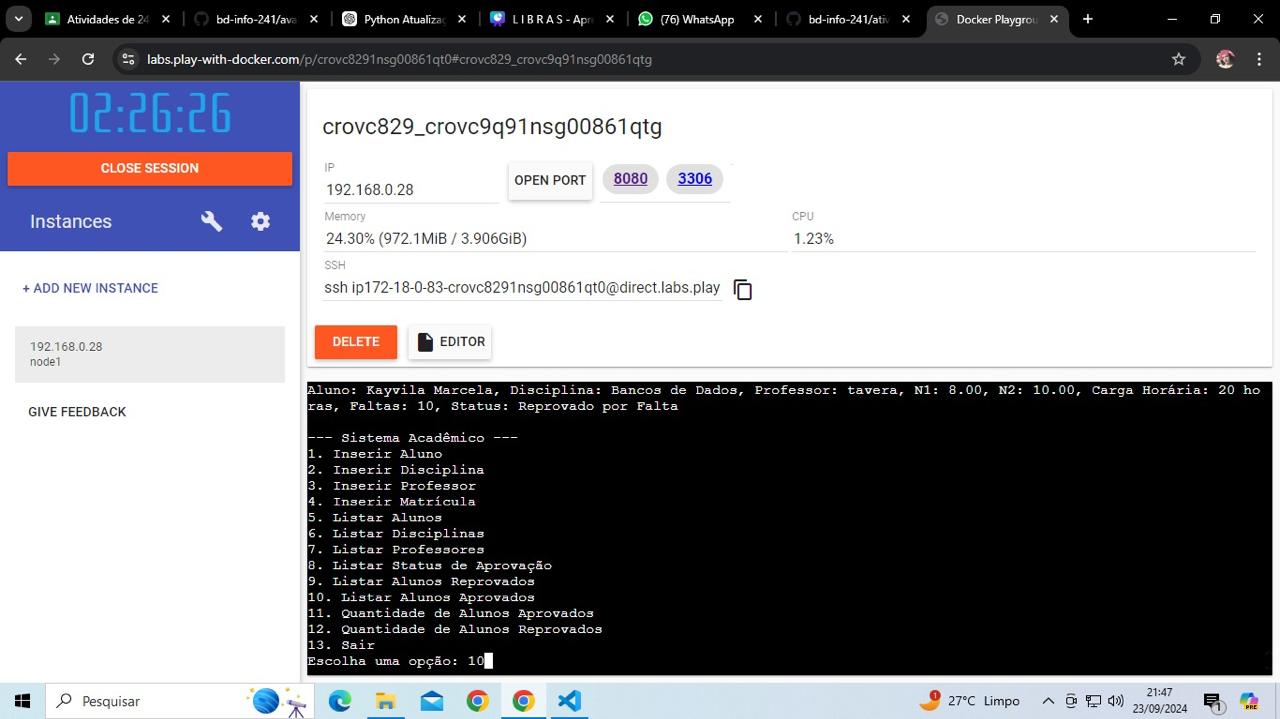 Atividades de 24
bd-info-241/ava
Python Atualizaç
L I B R A S - Apre
(76) WhatsApp
bd-info-241/ativ
Docker Playgrou
labs.play-with-docker.com/p/crovc8291nsg00861qt0#crovc829_crovc9q91nsg00861qtg
02:26:26
CLOSE SESSION
Instances
+ ADD NEW INSTANCE
192.168.0.28
node1
GIVE FEEDBACK
crovc829_crovc9q91nsg00861qtg
IP
192.168.0.28
OPEN PORT
8080
3306
Memory
24.30% (972.1MiB / 3.906GiB)
CPU
1.23%
SSH
ssh ip172-18-0-83-crovc8291nsg00861qt0@direct.labs.play
DELETE
EDITOR
Aluno: Kayvila Marcela, Disciplina: Bancos de Dados, Professor: tavera, N1: 8.00, N2: 10.00, Carga Horária: 20 ho
ras, Faltas: 10, Status: Reprovado por Falta
--- Sistema Acadêmico ---
1. Inserir Aluno
2. Inserir Disciplina
3. Inserir Professor
4. Inserir Matrícula
5. Listar Alunos
6. Listar Disciplinas
7. Listar Professores
8. Listar Status de Aprovação
9. Listar Alunos Reprovados
10. Listar Alunos Aprovados
11. Quantidade de Alunos Aprovados
12. Quantidade de Alunos Reprovados
13. Sair
Escolha uma opção: 10
Pesquisar
1
27°C Limpo
21:47
23/09/2024
1
PRE